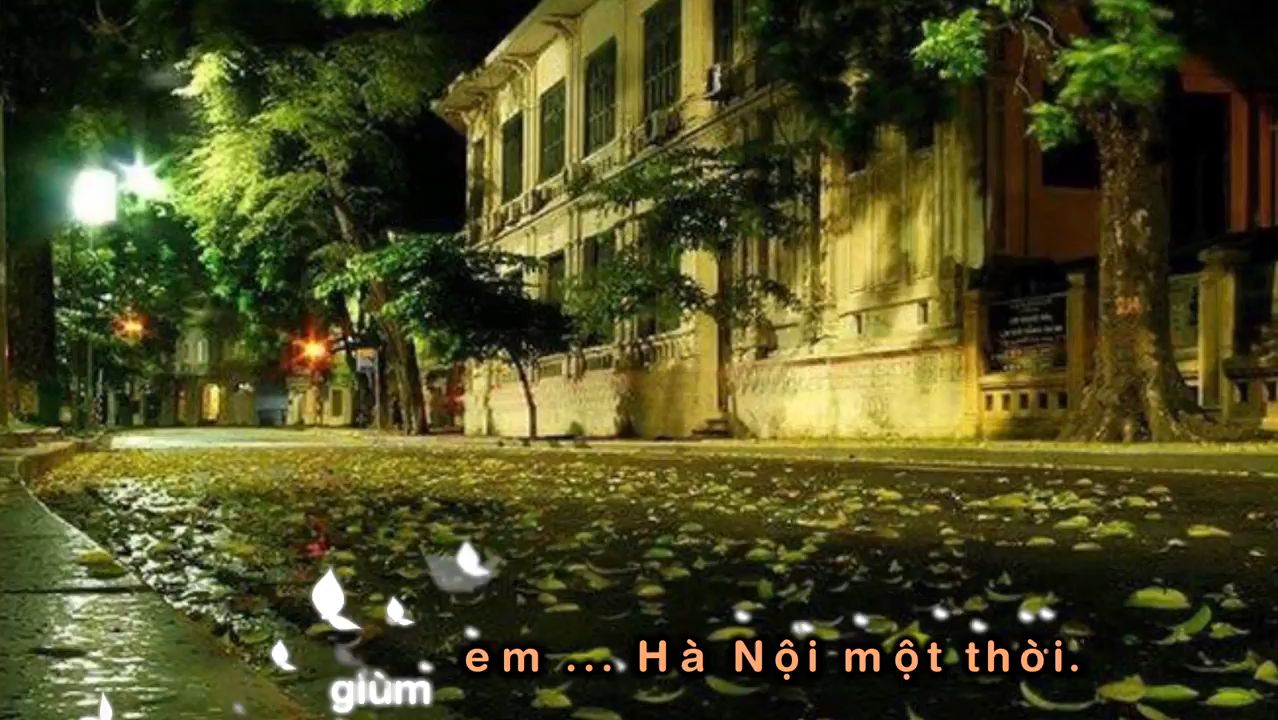 em ... Hà Nội một thời.
giùm